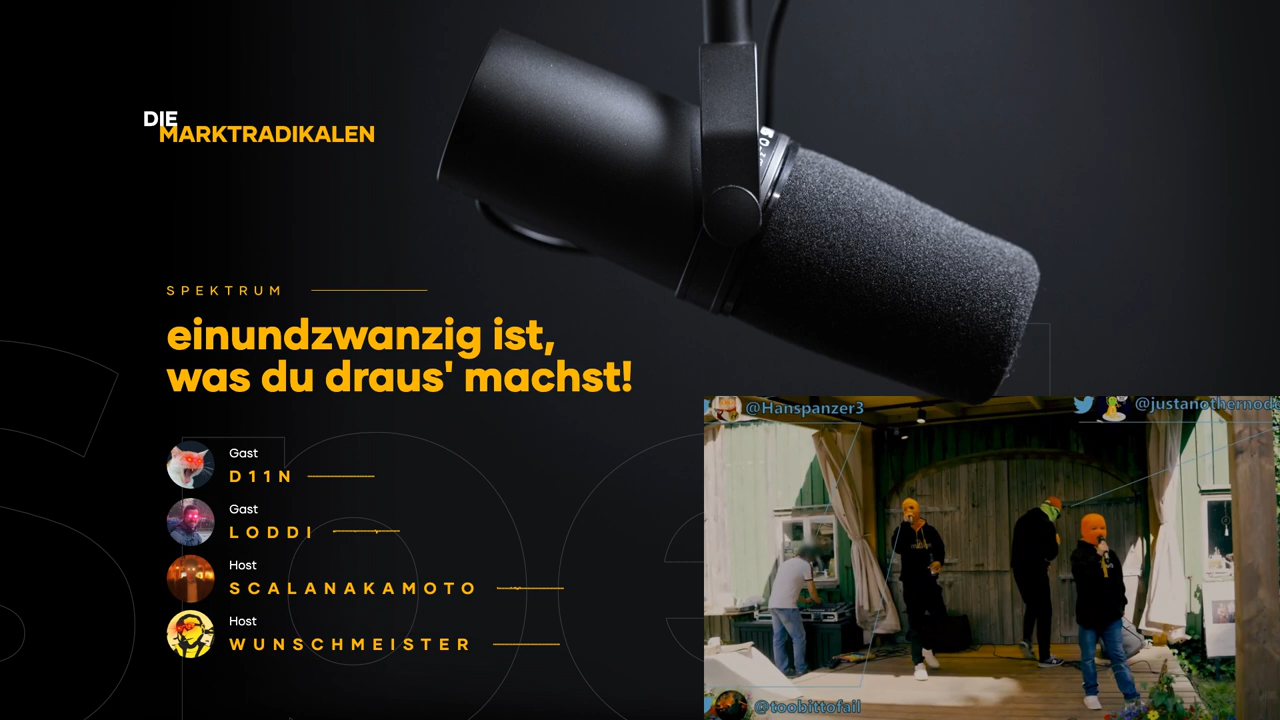 DIE
MARKTRADIKALEN
SPEKTRUM
einundzwanzig ist,
was du draus' machst!
Gast
D11N
Gast
LODDI
Host
SCALANAKAMOTO
Host
WUNSCHMEISTER
@Hanspanzer3
@justanothernode
@toobittofail